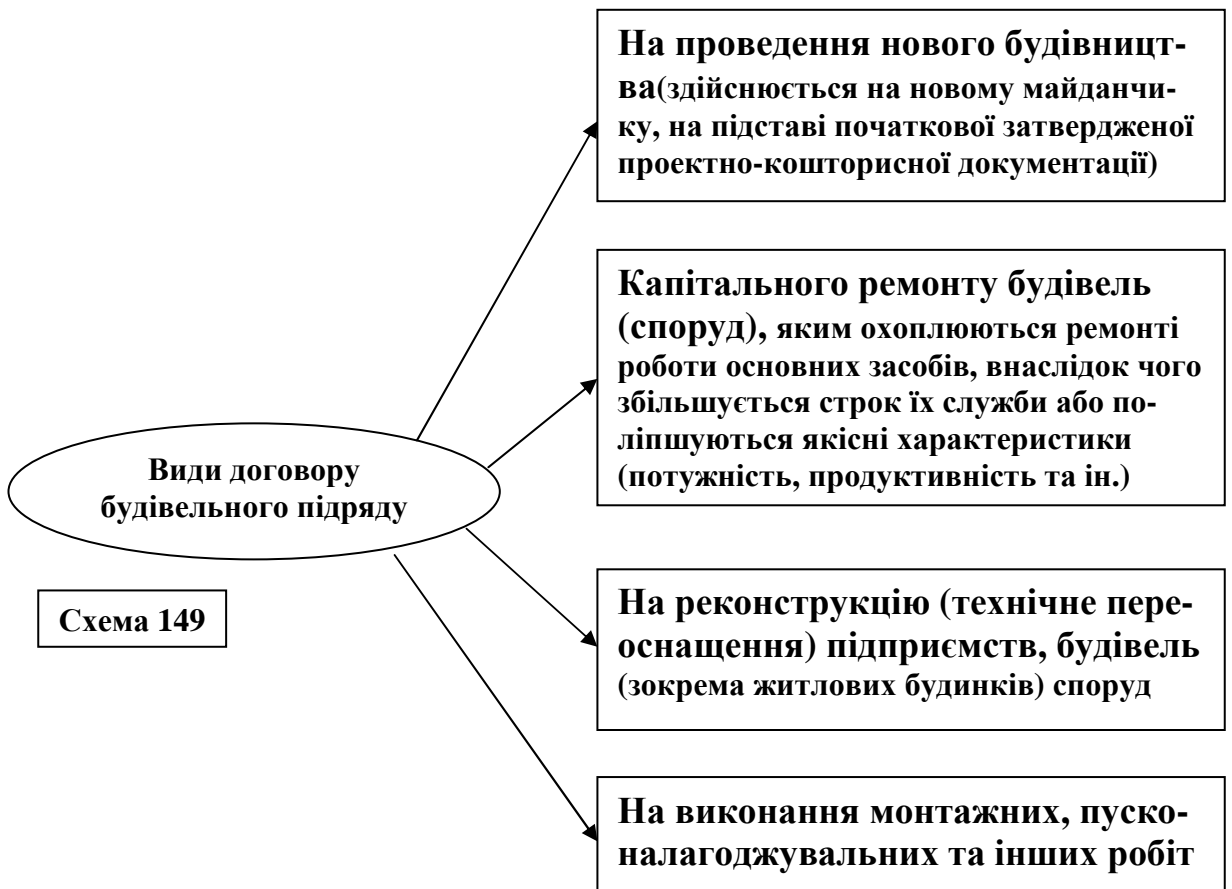 На проведення нового будівницт-
ва(здійснюється на новому майданчи-
ку, на підставі початкової затвердженої
проектно-кошторисної документації)
Капітального ремонту будівель
(споруд), яким охоплюються ремонті
роботи основних засобів, внаслідок чого
збільшується строк їх служби або по-
ліпшуються якісні характеристики
(потужність, продуктивність та ін.)
Види договору
будівельного підряду
Схема 149
На реконструкцію (технічне пере-
оснащення) підприємств, будівель
(зокрема житлових будинків) споруд
На виконання монтажних, пуско-
налагоджувальних та інших робіт